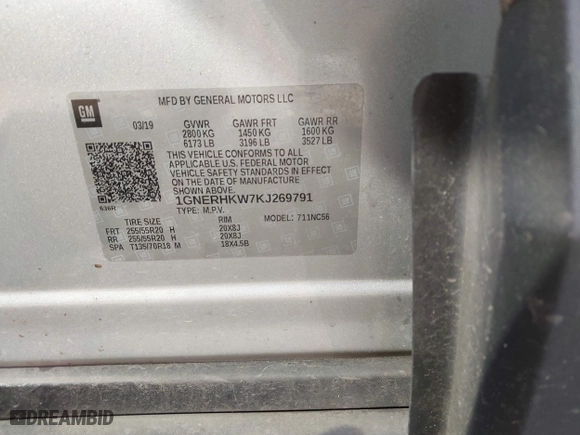 GM
MFD BY GENERAL MOTORS LLC
03/19 GVWR GAWR FRT GAWR RR
2800 KG 1450 KG 1600 KG
6173 LB 3196 LB 3527 LB
THIS VEHICLE CONFORMS TO ALL
APPLICABLE U.S. FEDERAL MOTOR
VEHICLE SAFETY STANDARDS IN EFFECT
ON THE DATE OF MANUFACTURE
SHOWN ABOVE.
636R
1GNERHKW7KJ269791
TYPE: M.P.V.
TIRE SIZE RIM MODEL: 711NC56
FRT 255/55R20 H 20X8J
RR 255/55R20 H 20X8J
SPA T135/70R18 M 18X4.5B
DREAMBID